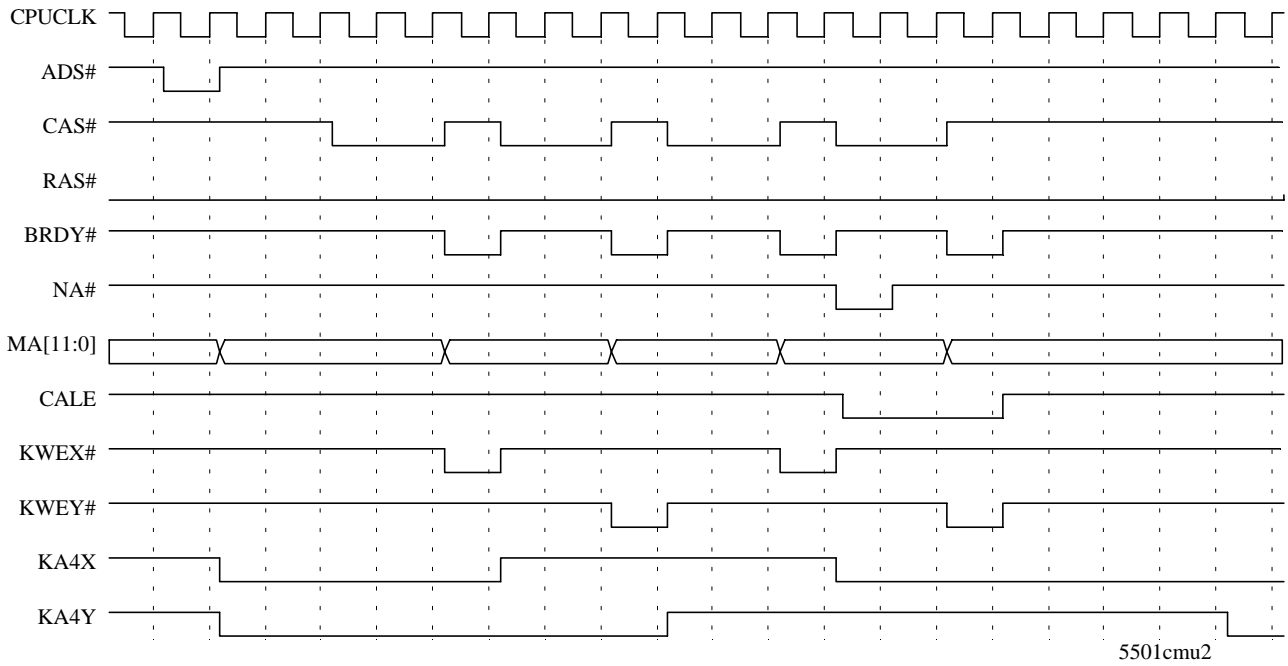 CPUCLK
ADS#
CAS#
RAS#
BRDY#
NA#
MA[11:0]
CALE
KWEX#
KWEY#
KA4X
KA4Y
5501cmu2